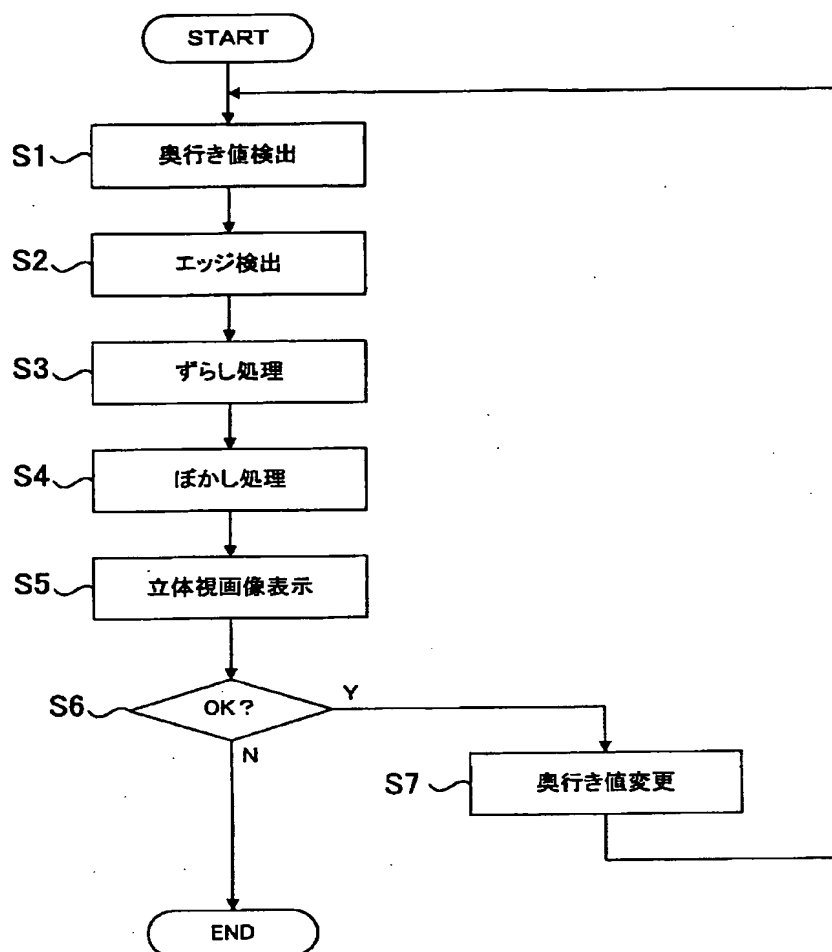 START
S1 奥行き値検出
S2 エッジ検出
S3 ずらし処理
S4 ぼかし処理
S5 立体視画像表示
S6 OK? Y
N
S7 奥行き値変更
END